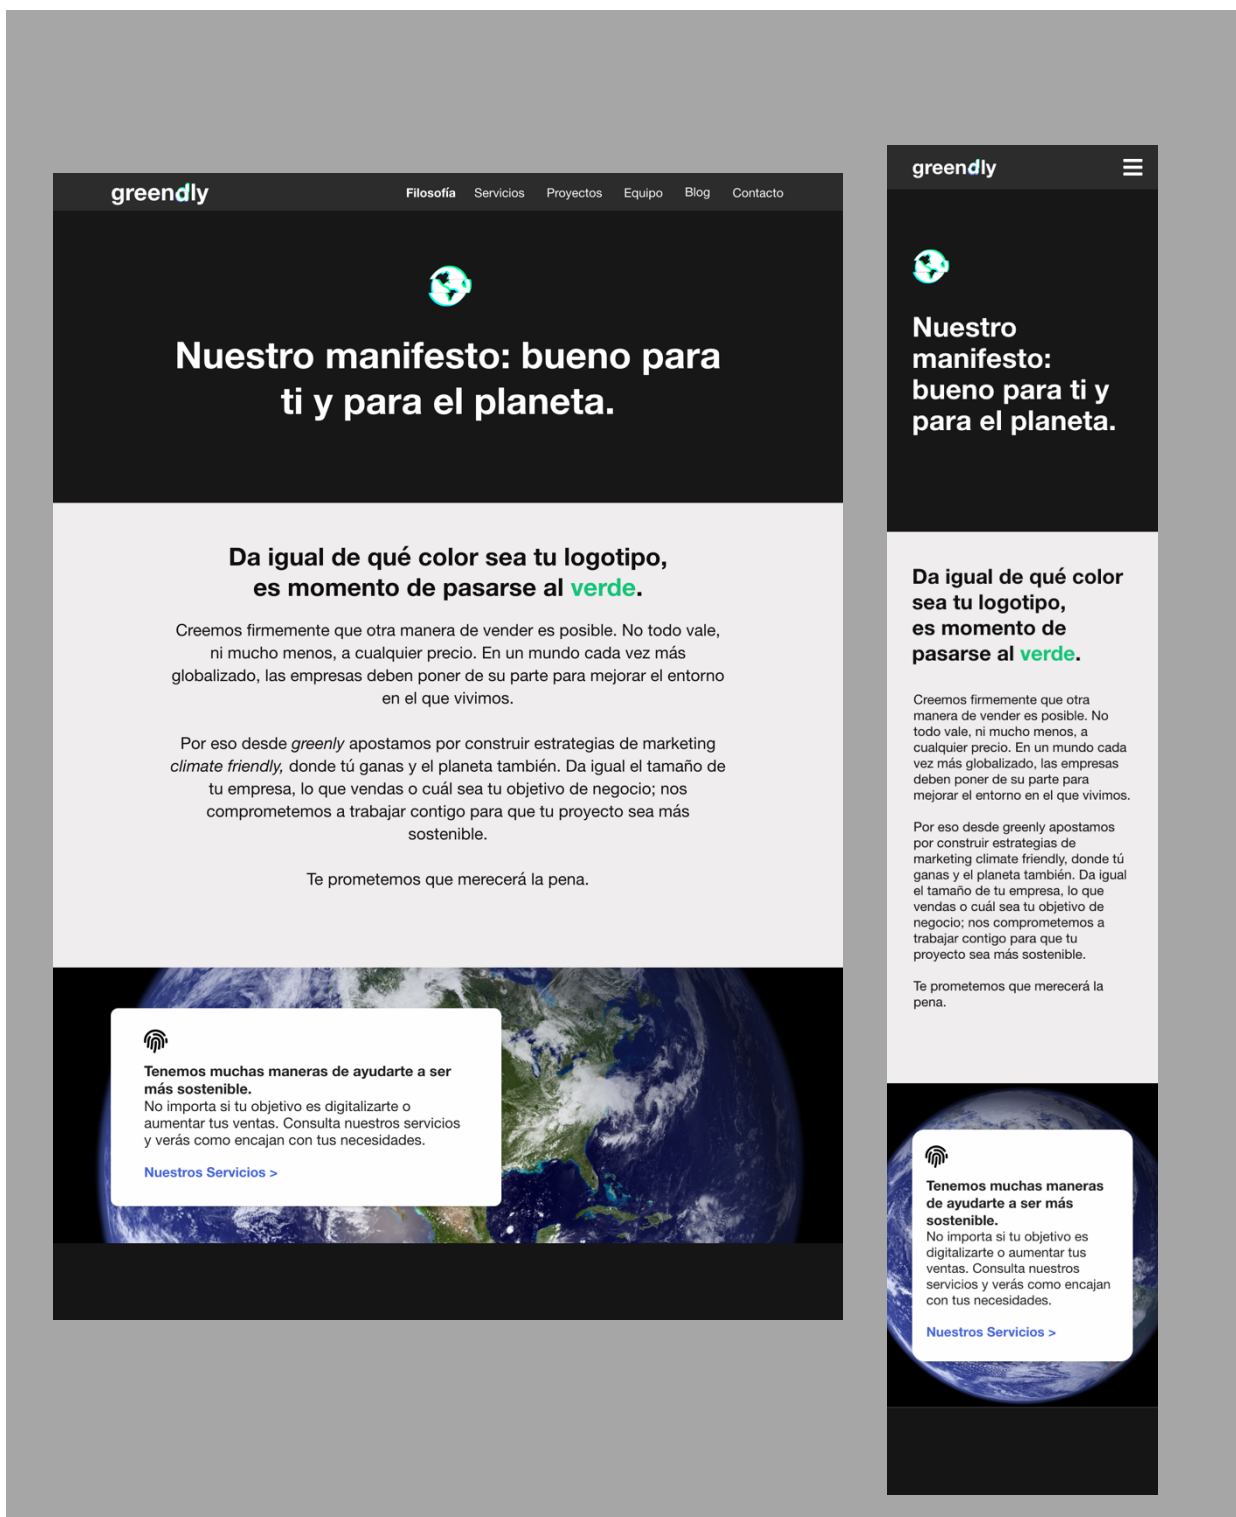 greendly
Filosofía Servicios Proyectos Equipo Blog Contacto
Nuestro manifesto: bueno para
ti y para el planeta.
Da igual de qué color sea tu logotipo,
es momento de pasarse al verde.
Creemos firmemente que otra manera de vender es posible. No todo vale,
ni mucho menos, a cualquier precio. En un mundo cada vez más
globalizado, las empresas deben poner de su parte para mejorar el entorno
en el que vivimos.
Por eso desde greenly apostamos por construir estrategias de marketing
climate friendly, donde tú ganas y el planeta también. Da igual el tamaño de
tu empresa, lo que vendas o cuál sea tu objetivo de negocio; nos
comprometemos a trabajar contigo para que tu proyecto sea más
sostenible.
Te prometemos que merecerá la pena.
Tenemos muchas maneras de ayudarte a ser
más sostenible.
No importa si tu objetivo es digitalizarte o
aumentar tus ventas. Consulta nuestros servicios
y verás como encajan con tus necesidades.
Nuestros Servicios >
greendly
Nuestro
manifesto:
bueno para ti y
para el planeta.
Da igual de qué color
sea tu logotipo,
es momento de
pasarse al verde.
Creemos firmemente que otra
manera de vender es posible. No
todo vale, ni mucho menos, a
cualquier precio. En un mundo cada
vez más globalizado, las empresas
deben poner de su parte para
mejorar el entorno en el que vivimos.
Por eso desde greenly apostamos
por construir estrategias de
marketing climate friendly, donde tú
ganas y el planeta también. Da igual
el tamaño de tu empresa, lo que
vendas o cuál sea tu objetivo de
negocio; nos comprometemos a
trabajar contigo para que tu
proyecto sea más sostenible.
Te prometemos que merecerá la
pena.
Tenemos muchas maneras
de ayudarte a ser más
sostenible.
No importa si tu objetivo es
digitalizarte o aumentar tus
ventas. Consulta nuestros
servicios y verás como encajan
con tus necesidades.
Nuestros Servicios >